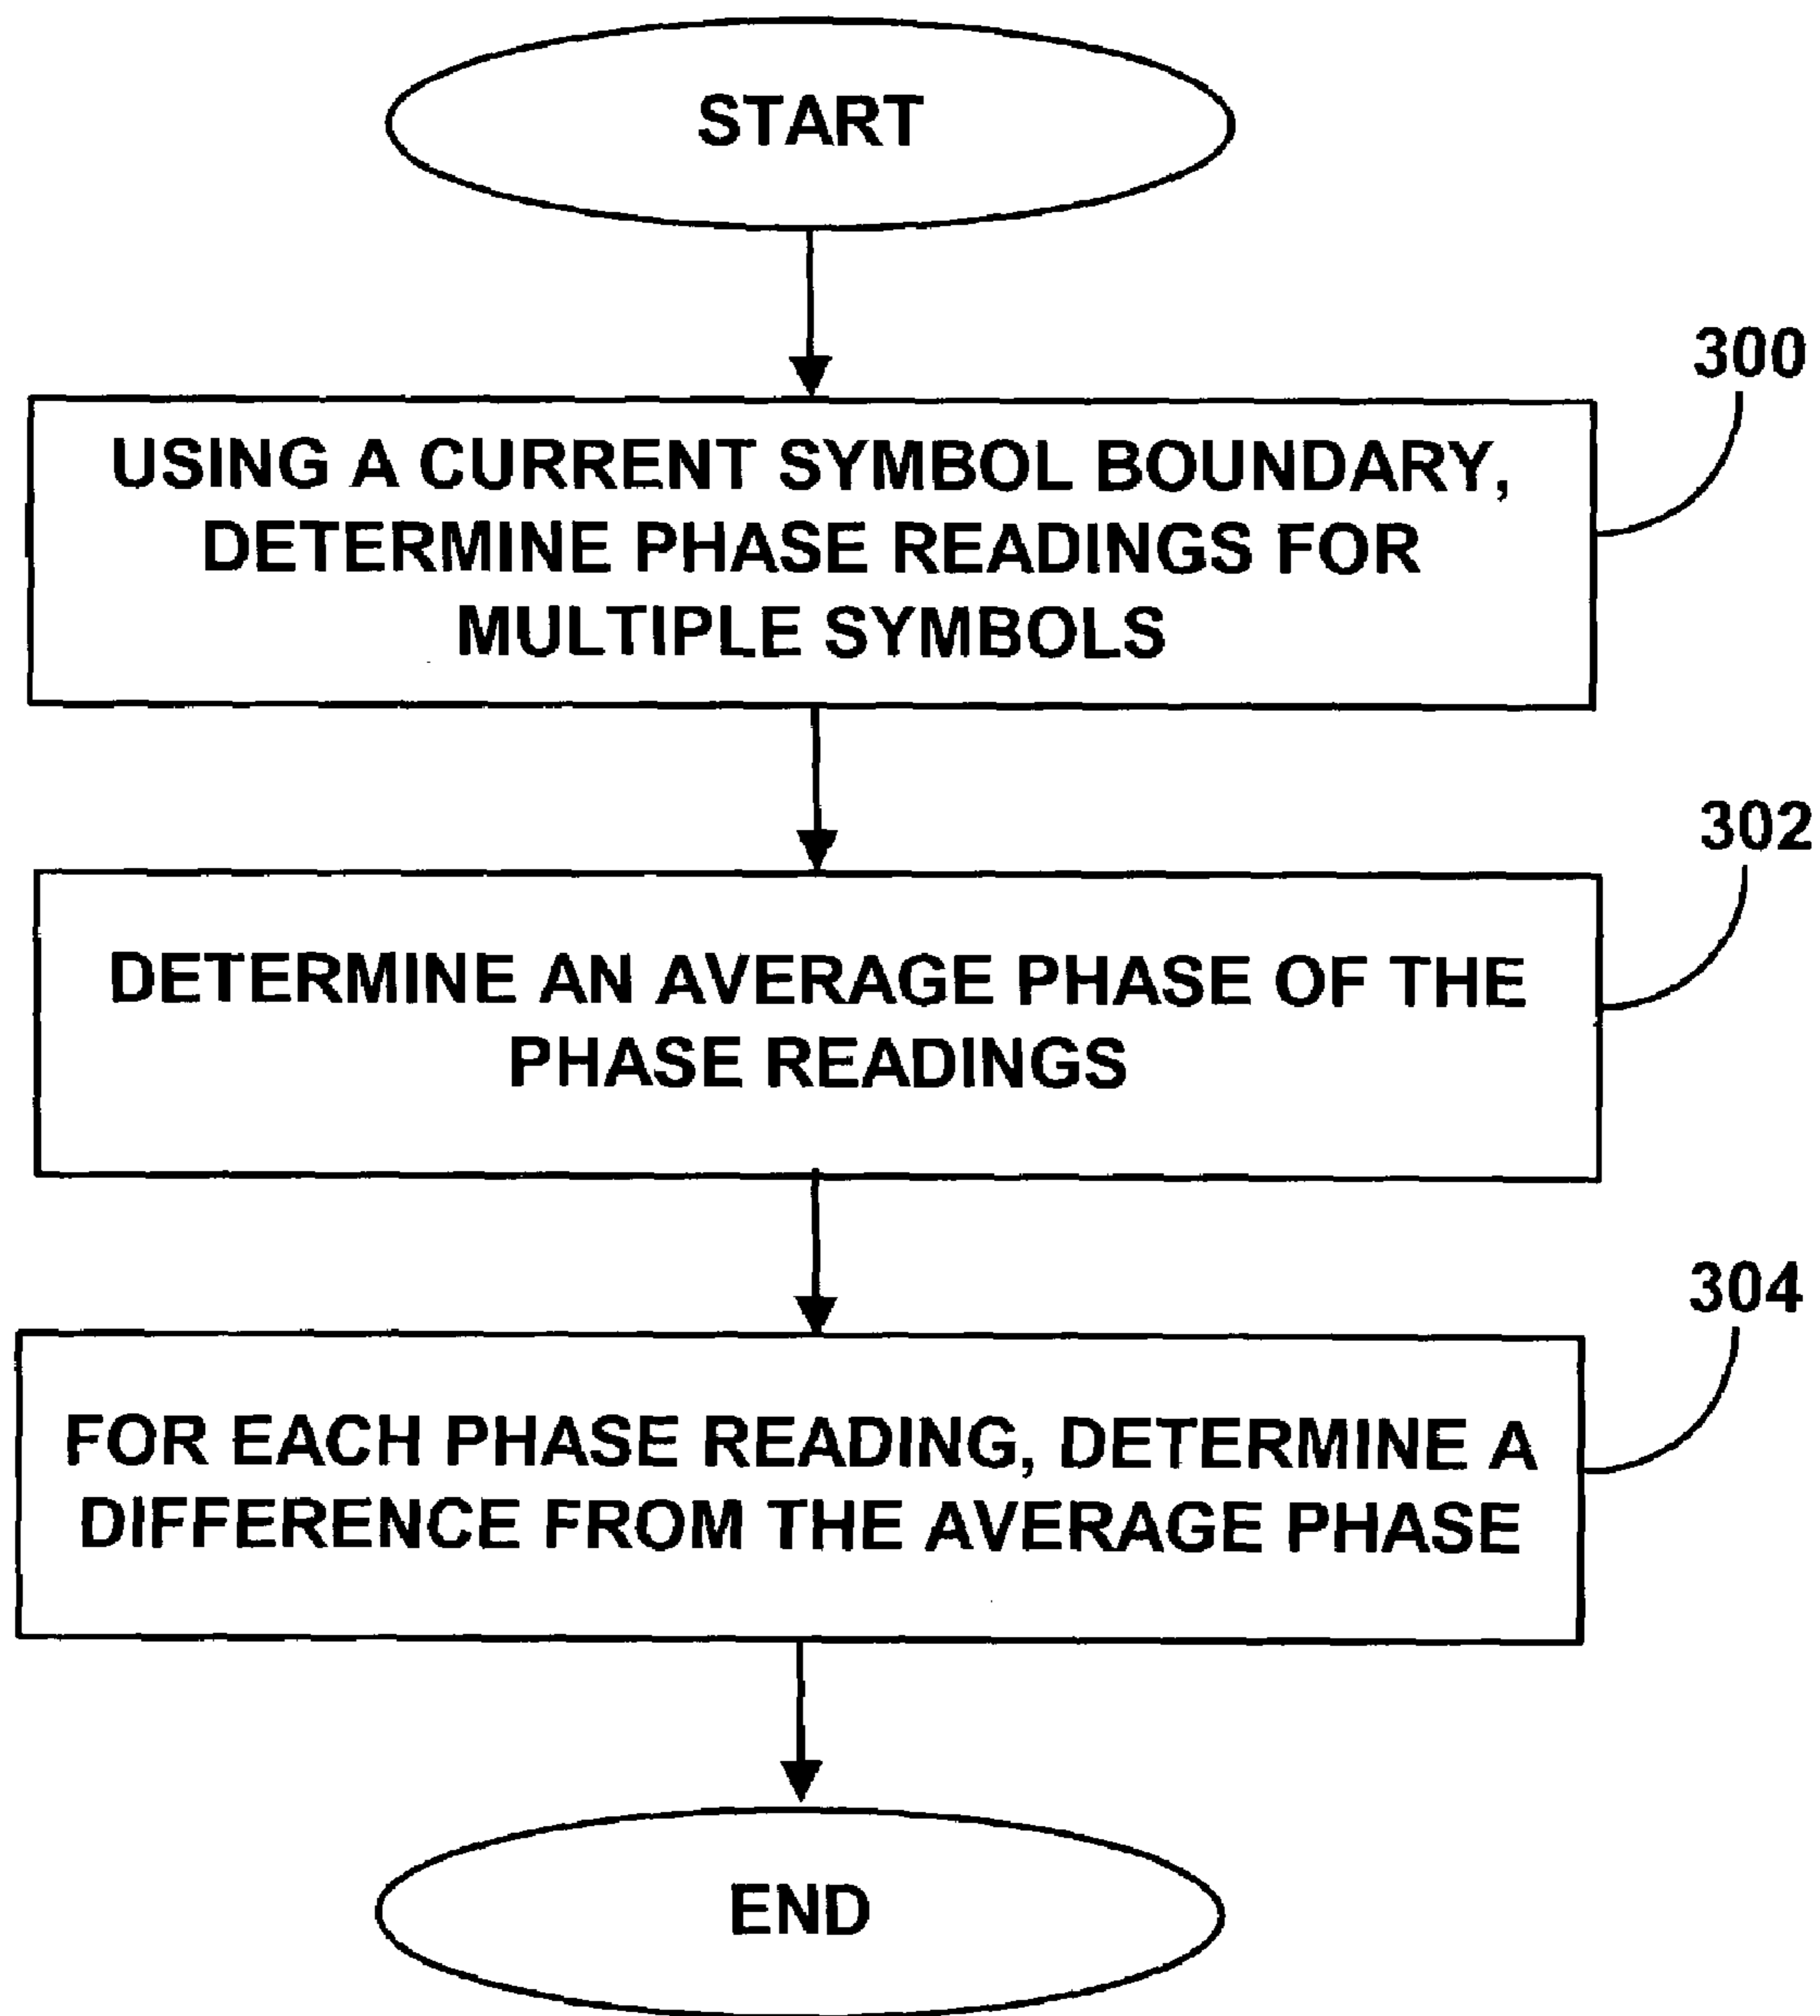 START
300
USING A CURRENT SYMBOL BOUNDARY,
DETERMINE PHASE READINGS FOR
MULTIPLE SYMBOLS
302
DETERMINE AN AVERAGE PHASE OF THE
PHASE READINGS
304
FOR EACH PHASE READING, DETERMINE A
DIFFERENCE FROM THE AVERAGE PHASE
END